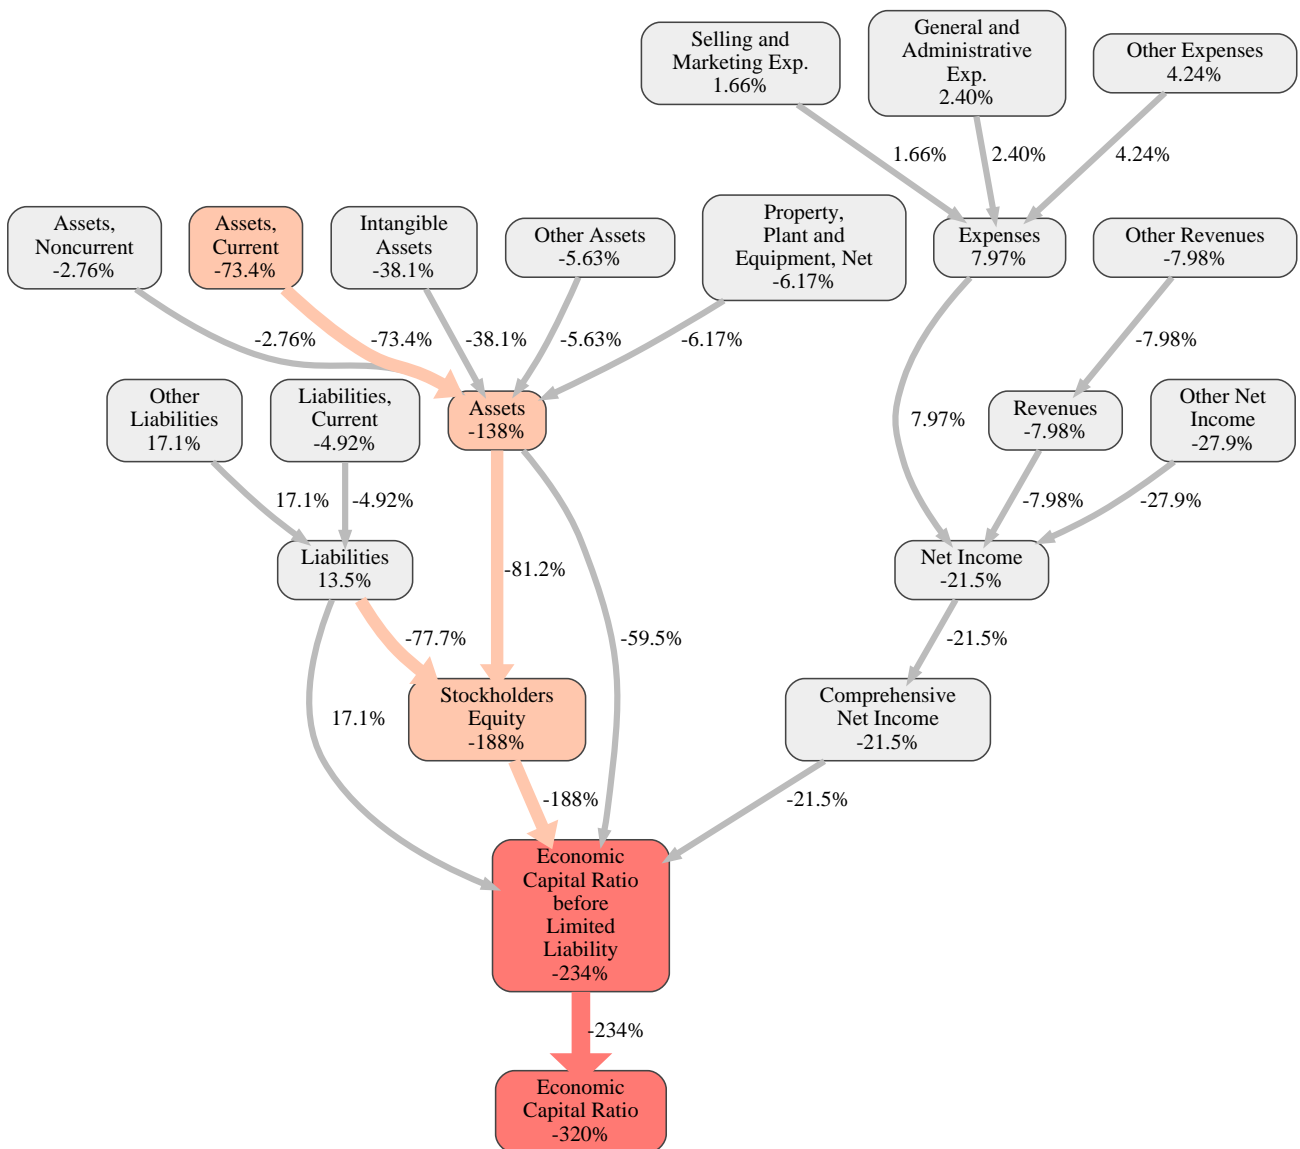 Selling and
Marketing Exp.
1.66%
General and
Administrative
Exp.
2.40%
Other Expenses
4.24%
1.66%
2.40%
4.24%
Assets,
Noncurrent
-2.76%
Assets,
Current
-73.4%
Intangible
Assets
-38.1%
Other Assets
-5.63%
Property,
Plant and
Equipment, Net
-6.17%
Expenses
7.97%
Other Revenues
-7.98%
-2.76%
-73.4%
-38.1%
-5.63%
-6.17%
-7.98%
Other
Liabilities
17.1%
Liabilities,
Current
-4.92%
Assets
-138%
7.97%
Revenues
-7.98%
Other Net
Income
-27.9%
17.1%
-4.92%
-7.98%
-27.9%
Liabilities
13.5%
-81.2%
Net Income
-21.5%
-77.7%
-59.5%
-21.5%
17.1%
Stockholders
Equity
-188%
Comprehensive
Net Income
-21.5%
-188%
-21.5%
Economic
Capital Ratio
before
Limited
Liability
-234%
-234%
Economic
Capital Ratio
-320%